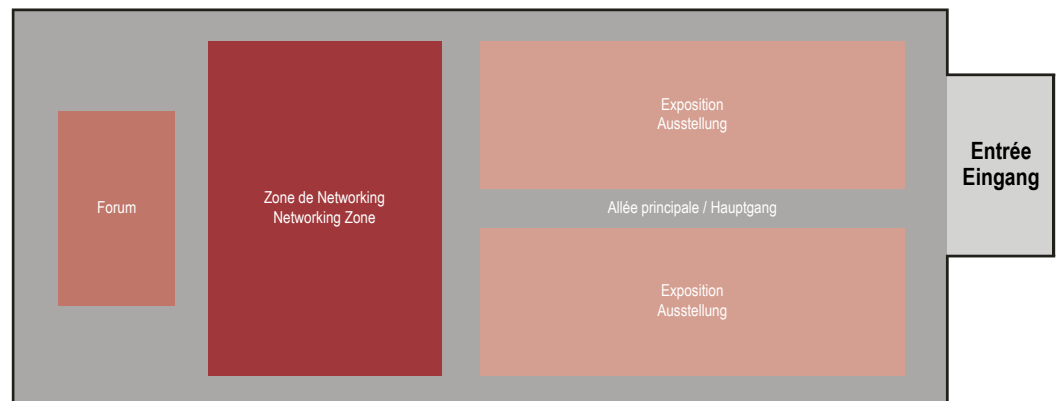 Exposition
Ausstellung
Entrée
Eingang
Forum
Zone de Networking
Networking Zone
Allée principale / Hauptgang
Exposition
Ausstellung